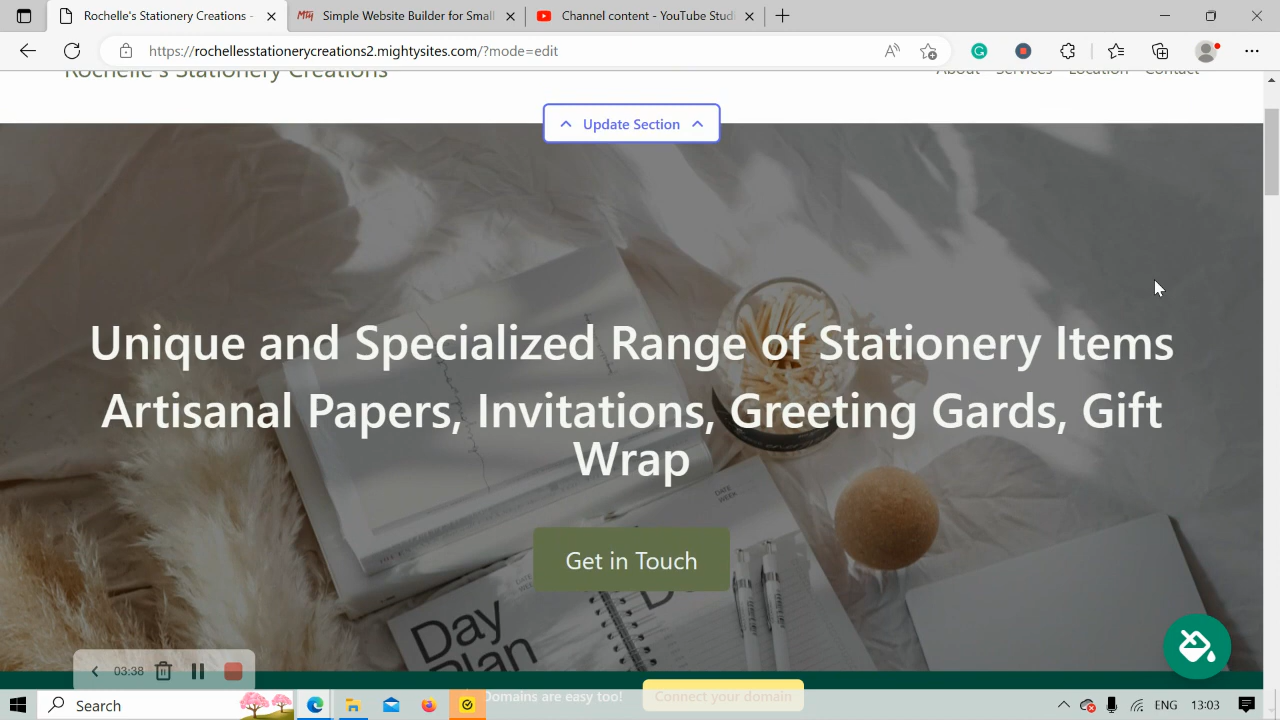 Rochelle's Stationery Creations -
Simple Website Builder for Small
Channel content - YouTube Studi
https://rochellesstationerycreations2.mightysites.com/?mode=edit
Rochelle's Stationery Creations
About Services Location Contact
Update Section
Unique and Specialized Range of Stationery Items
Artisanal Papers, Invitations, Greeting Gards, Gift
Wrap
DATE
WEEK
Get in Touch
Day
Plan
03:38
Domains are easy too! Connect your domain
Search
ENG 13:03